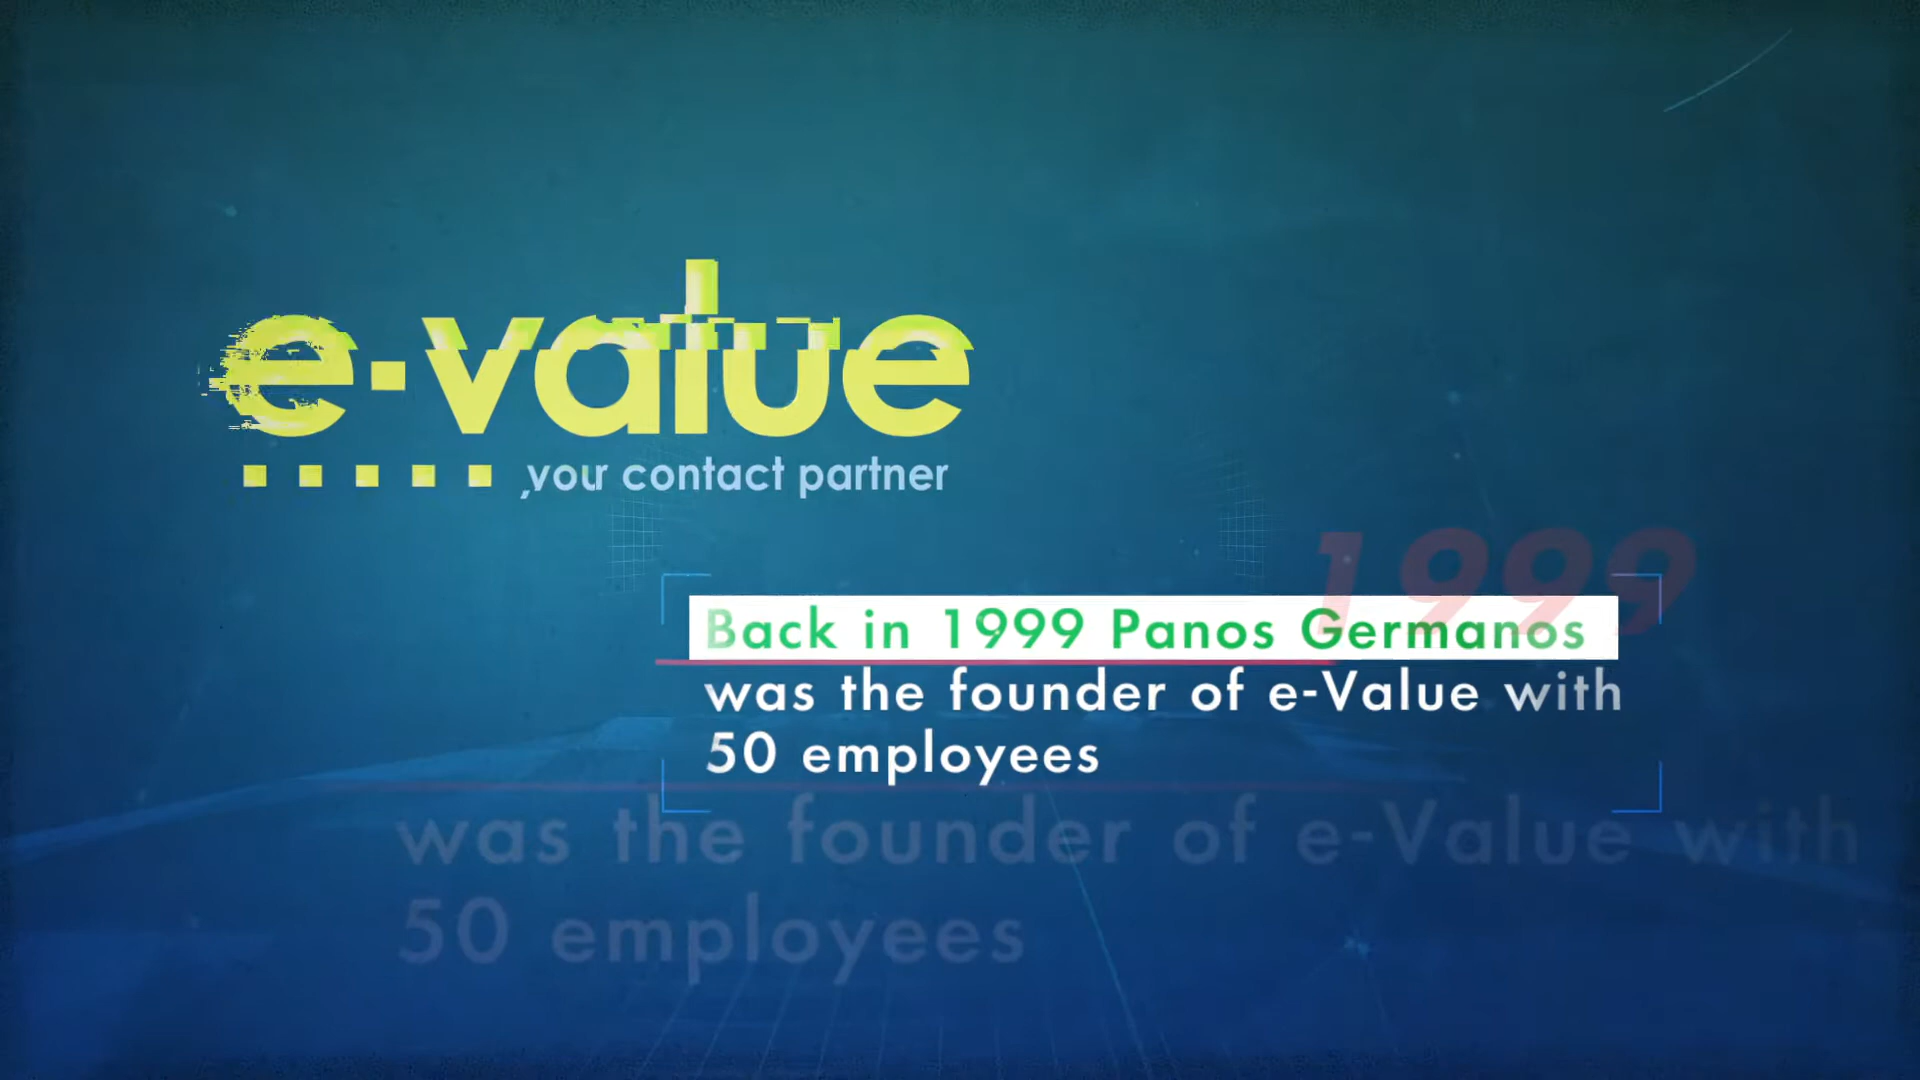 e-value
,your contact partner
1999
Back in 1999 Panos Germanos
was the founder of e-Value with
50 employees
was the founder of e-Value with
50 employees